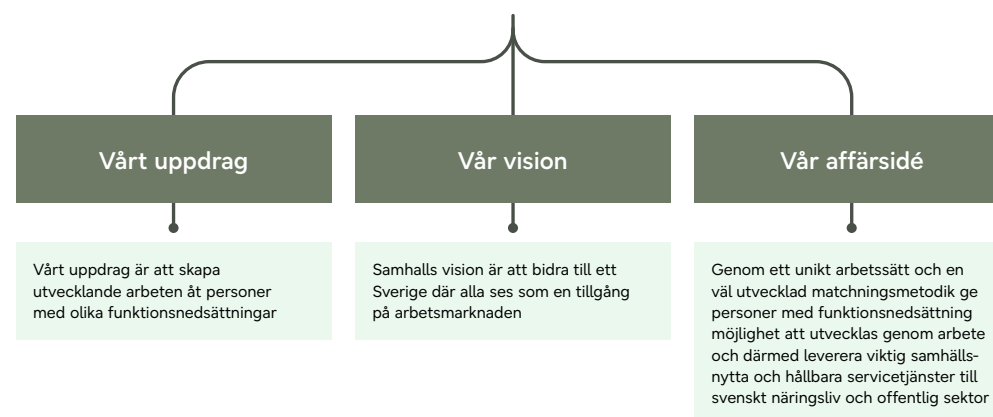 Vårt uppdrag
Vår vision
Vår affärsidé
Vårt uppdrag är att skapa
utvecklande arbeten åt personer
med olika funktionsnedsättningar
Samhalls vision är att bidra till ett
Sverige där alla ses som en tillgång
på arbetsmarknaden
Genom ett unikt arbetssätt och en
väl utvecklad matchningsmetodik ge
personer med funktionsnedsättning
möjlighet att utvecklas genom arbete
och därmed leverera viktig samhälls-
nytta och hållbara servicetjänster till
svenskt näringsliv och offentlig sektor